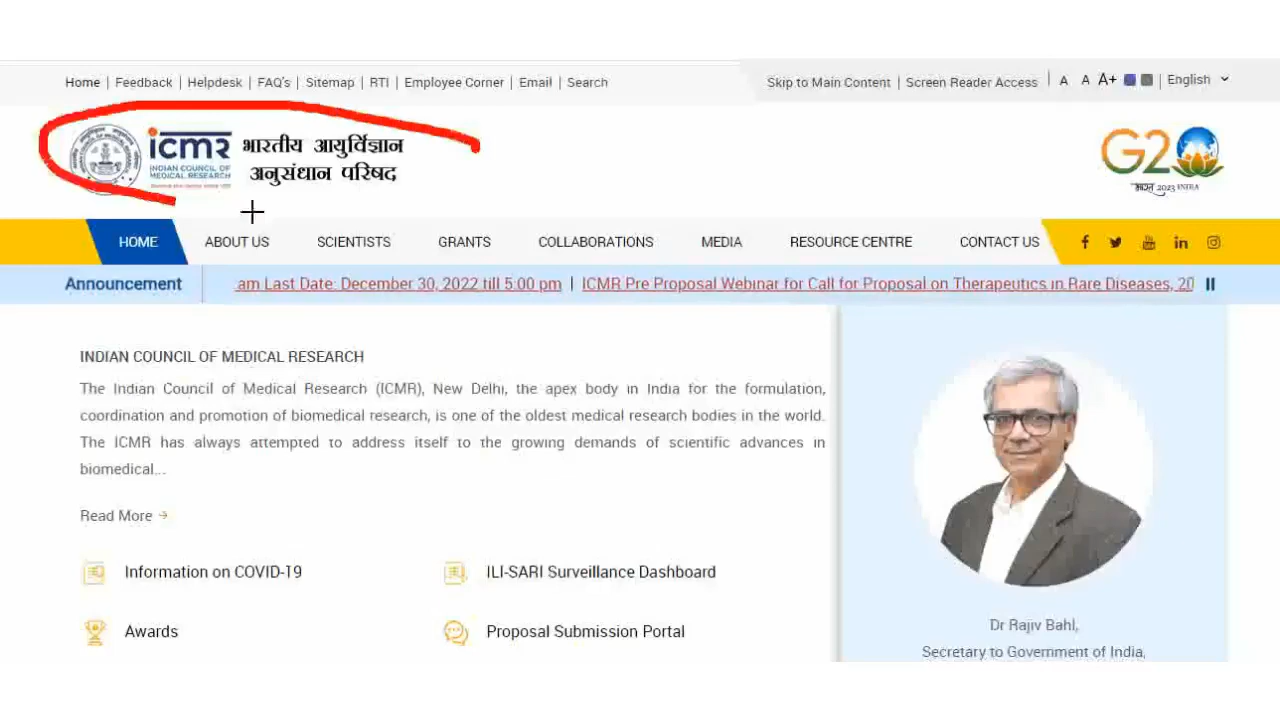 Home | Feedback | Helpdesk | FAQ's | Sitemap | RTI | Employee Corner | Email | Search
Skip to Main Content | Screen Reader Access | A A A+ | English
icmr
INDIAN COUNCIL OF
MEDICAL RESEARCH
भारतीय आयुर्विज्ञान
अनुसंधान परिषद
G20
भारत 2023 INDIA
HOME ABOUT US SCIENTISTS GRANTS COLLABORATIONS MEDIA RESOURCE CENTRE CONTACT US
Announcement am Last Date: December 30, 2022 till 5:00 pm | ICMR Pre Proposal Webinar for Call for Proposal on Therapeutics in Rare Diseases, 20
INDIAN COUNCIL OF MEDICAL RESEARCH
The Indian Council of Medical Research (ICMR), New Delhi, the apex body in India for the formulation,
coordination and promotion of biomedical research, is one of the oldest medical research bodies in the world.
The ICMR has always attempted to address itself to the growing demands of scientific advances in
biomedical...
Read More
Information on COVID-19
ILI-SARI Surveillance Dashboard
Awards
Proposal Submission Portal
Dr Rajiv Bahl,
Secretary to Government of India,